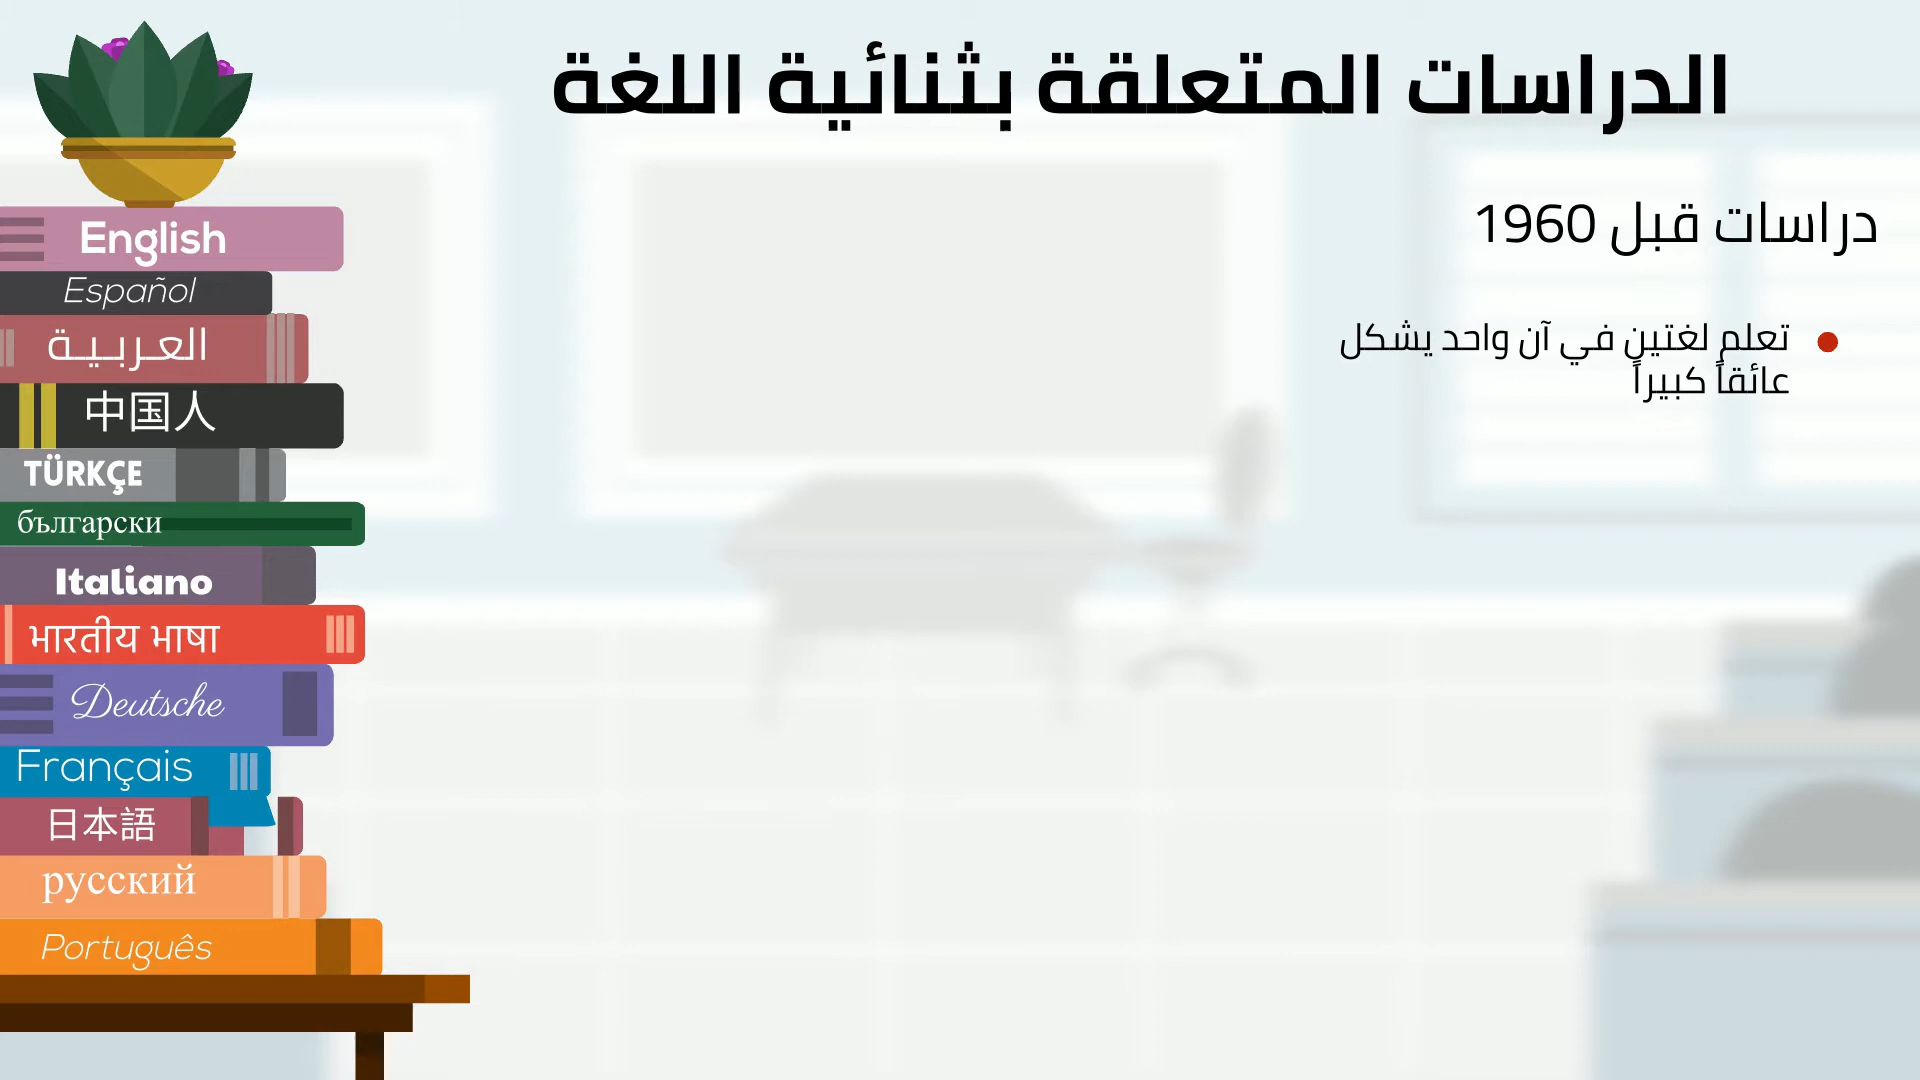 الدراسات المتعلقة بثنائية اللغة
دراسات قبل 1960
تعلم لغتين في آن واحد يشكل
عائقاً كبيراً
English
Español
العربية
中国人
TÜRKÇE
български
Italiano
भारतीय भाषा
Deutsche
Français
日本語
русский
Português